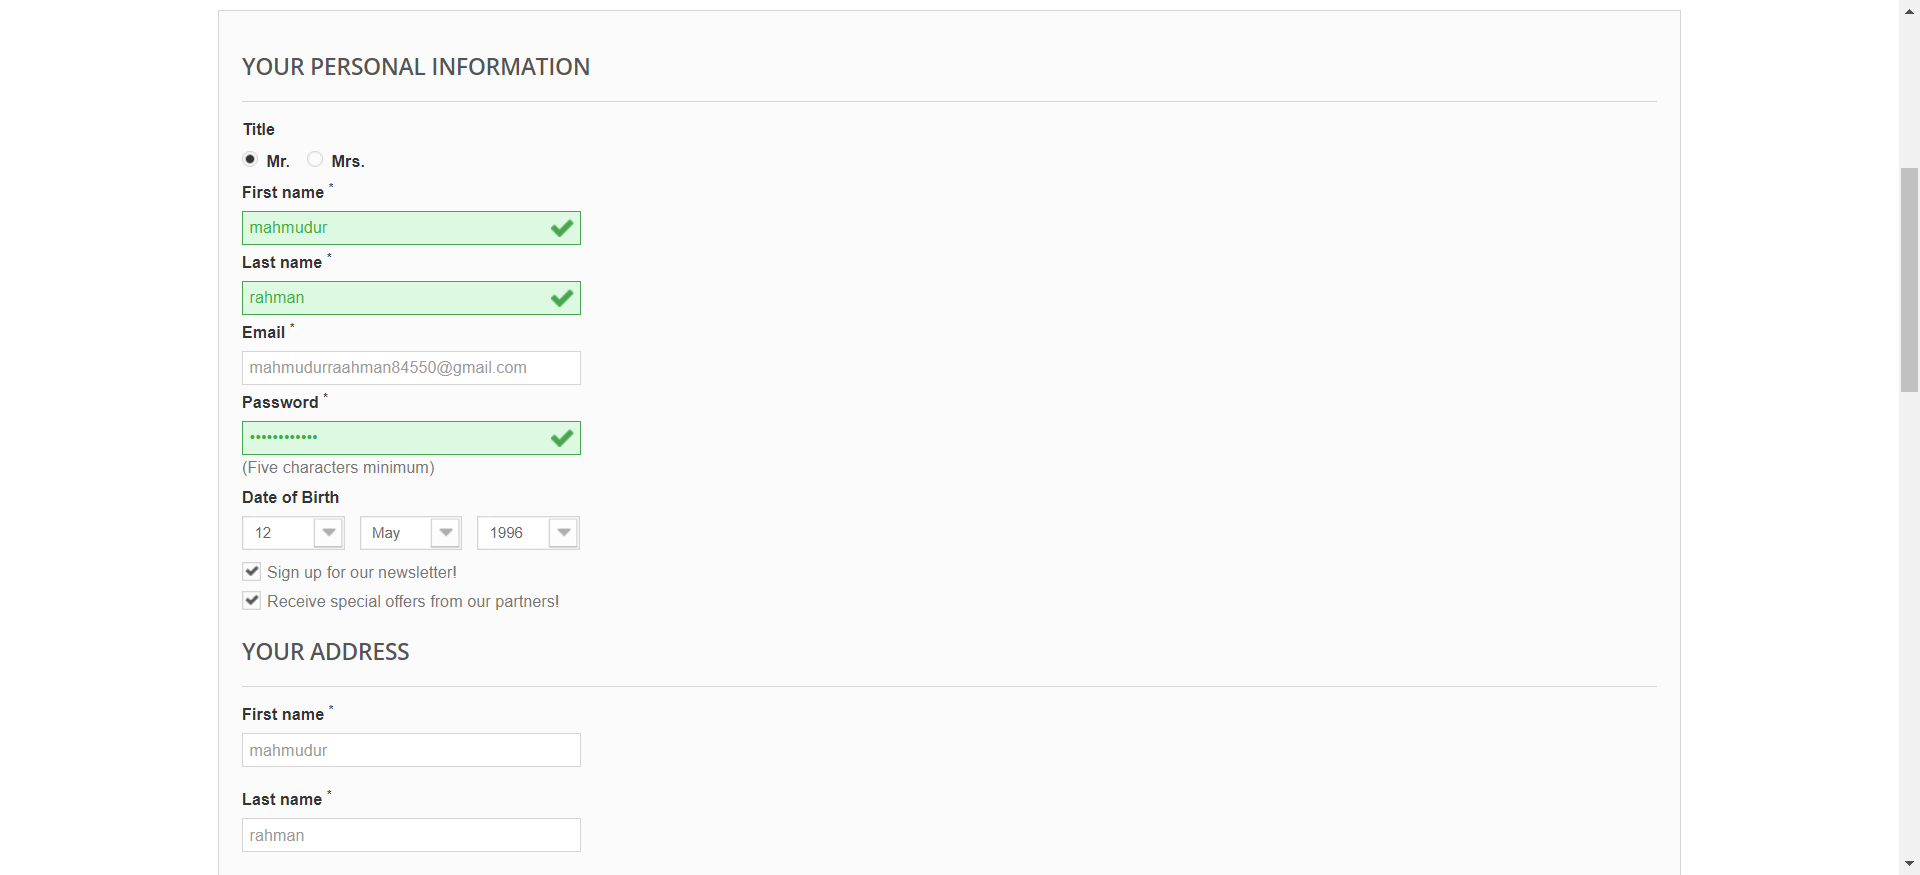 YOUR PERSONAL INFORMATION
Title
Mr. Mrs.
First name *
mahmudur
Last name *
rahman
Email *
mahmudurraahman84550@gmail.com
Password *
••••••••••••
(Five characters minimum)
Date of Birth
12 May 1996
Sign up for our newsletter!
Receive special offers from our partners!
YOUR ADDRESS
First name *
mahmudur
Last name *
rahman